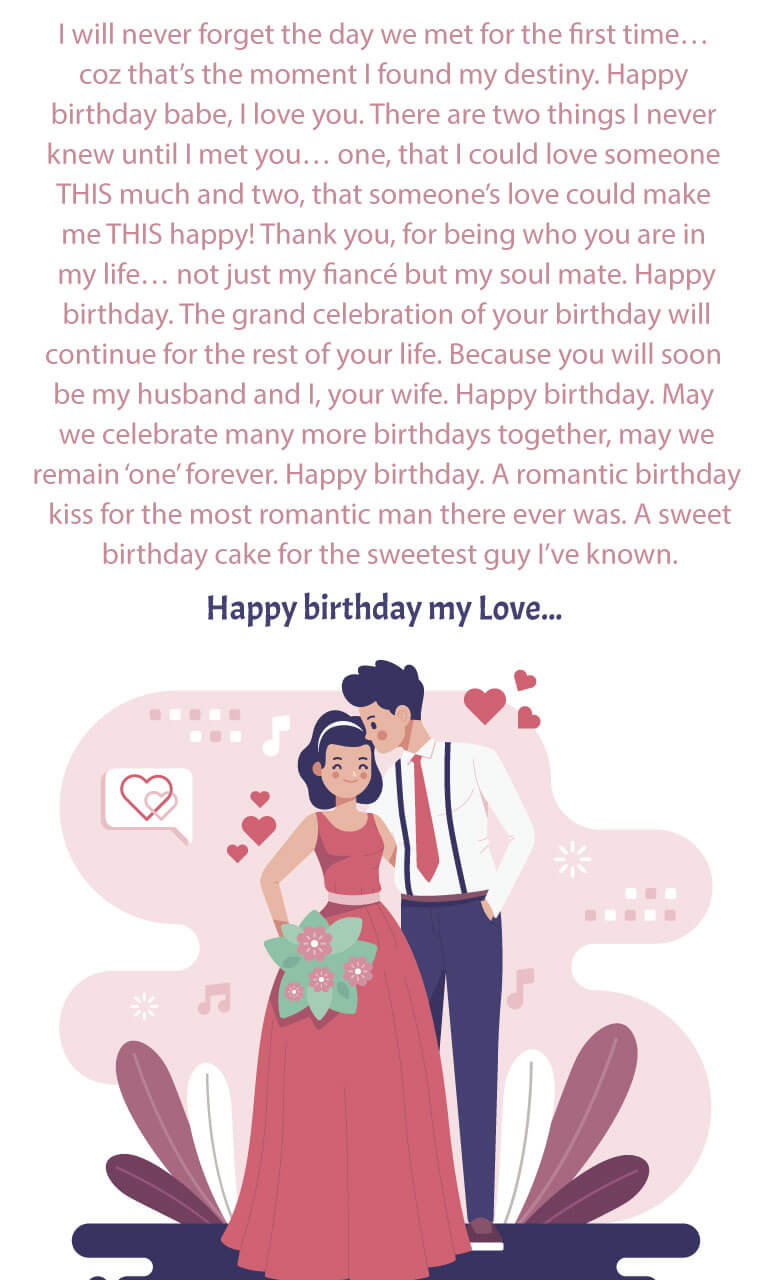 I will never forget the day we met for the first time…
coz that’s the moment I found my destiny. Happy
birthday babe, I love you. There are two things I never
knew until I met you… one, that I could love someone
THIS much and two, that someone’s love could make
me THIS happy! Thank you, for being who you are in
my life… not just my fiancé but my soul mate. Happy
birthday. The grand celebration of your birthday will
continue for the rest of your life. Because you will soon
be my husband and I, your wife. Happy birthday. May
we celebrate many more birthdays together, may we
remain ‘one’ forever. Happy birthday. A romantic birthday
kiss for the most romantic man there ever was. A sweet
birthday cake for the sweetest guy I’ve known.
Happy birthday my Love...